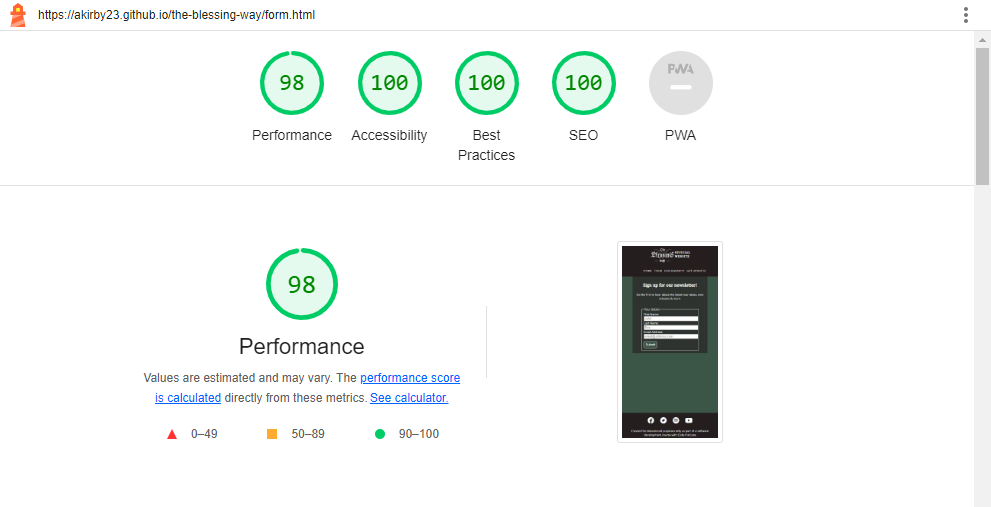 https://akirby23.github.io/the-blessing-way/form.html
98
100
100
100
PWA
Performance
Accessibility
Best
Practices
SEO
PWA
98
Performance
Values are estimated and may vary. The performance score
is calculated directly from these metrics. See calculator.
0–49
50–89
90–100
Sign up for our newsletter!